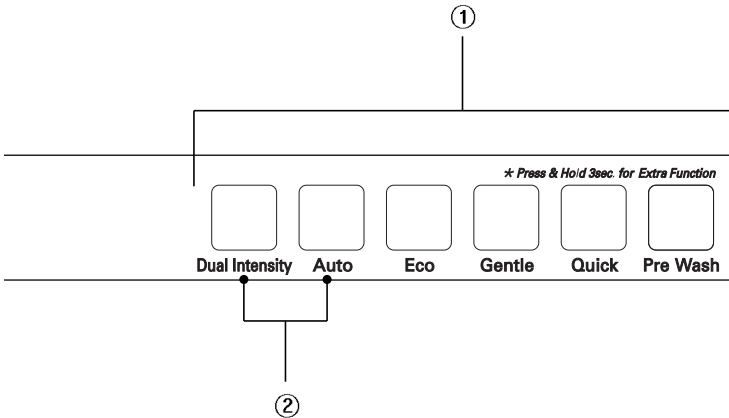 ①
* Press & Hold 3sec. for Extra Function
Dual Intensity Auto Eco Gentle Quick Pre Wash
②